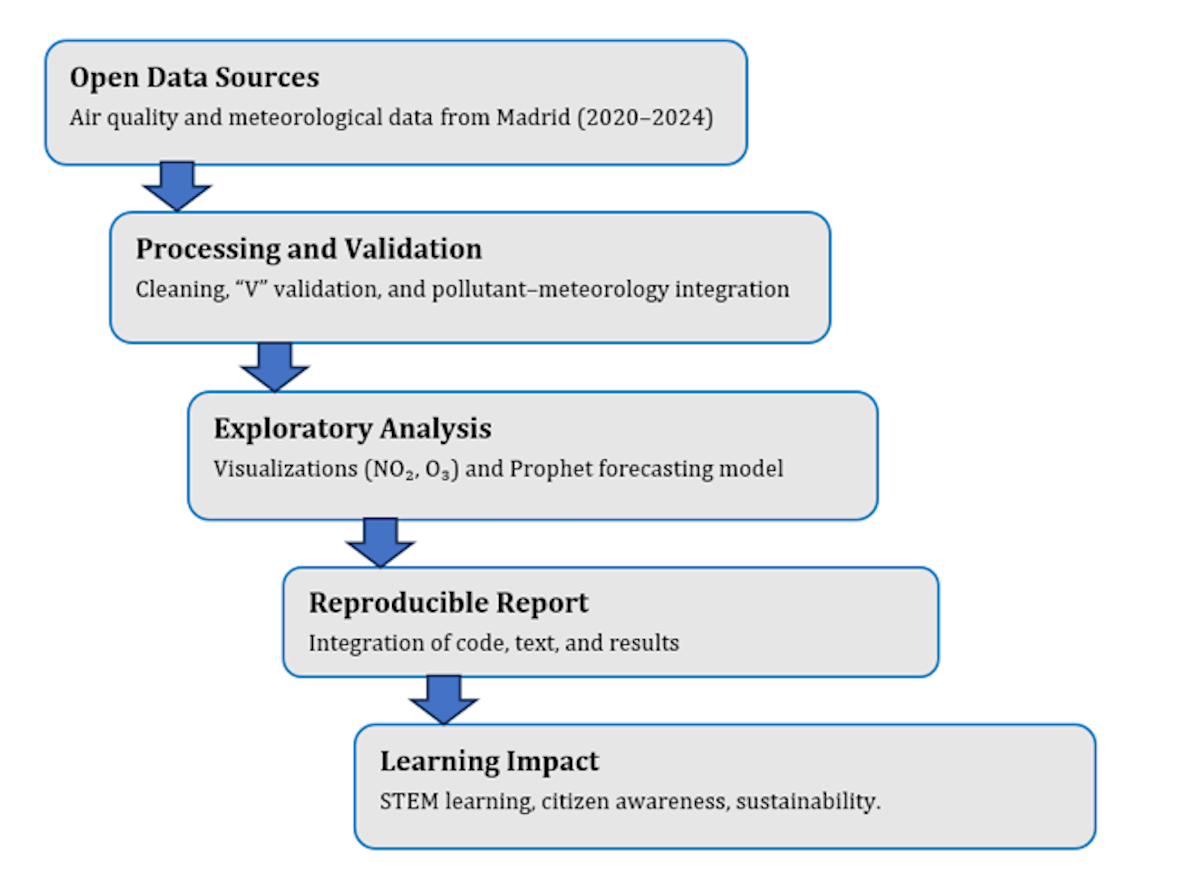 Open Data Sources
Air quality and meteorological data from Madrid (2020–2024)
Processing and Validation
Cleaning, “V” validation, and pollutant–meteorology integration
Exploratory Analysis
Visualizations (NO₂, O₃) and Prophet forecasting model
Reproducible Report
Integration of code, text, and results
Learning Impact
STEM learning, citizen awareness, sustainability.